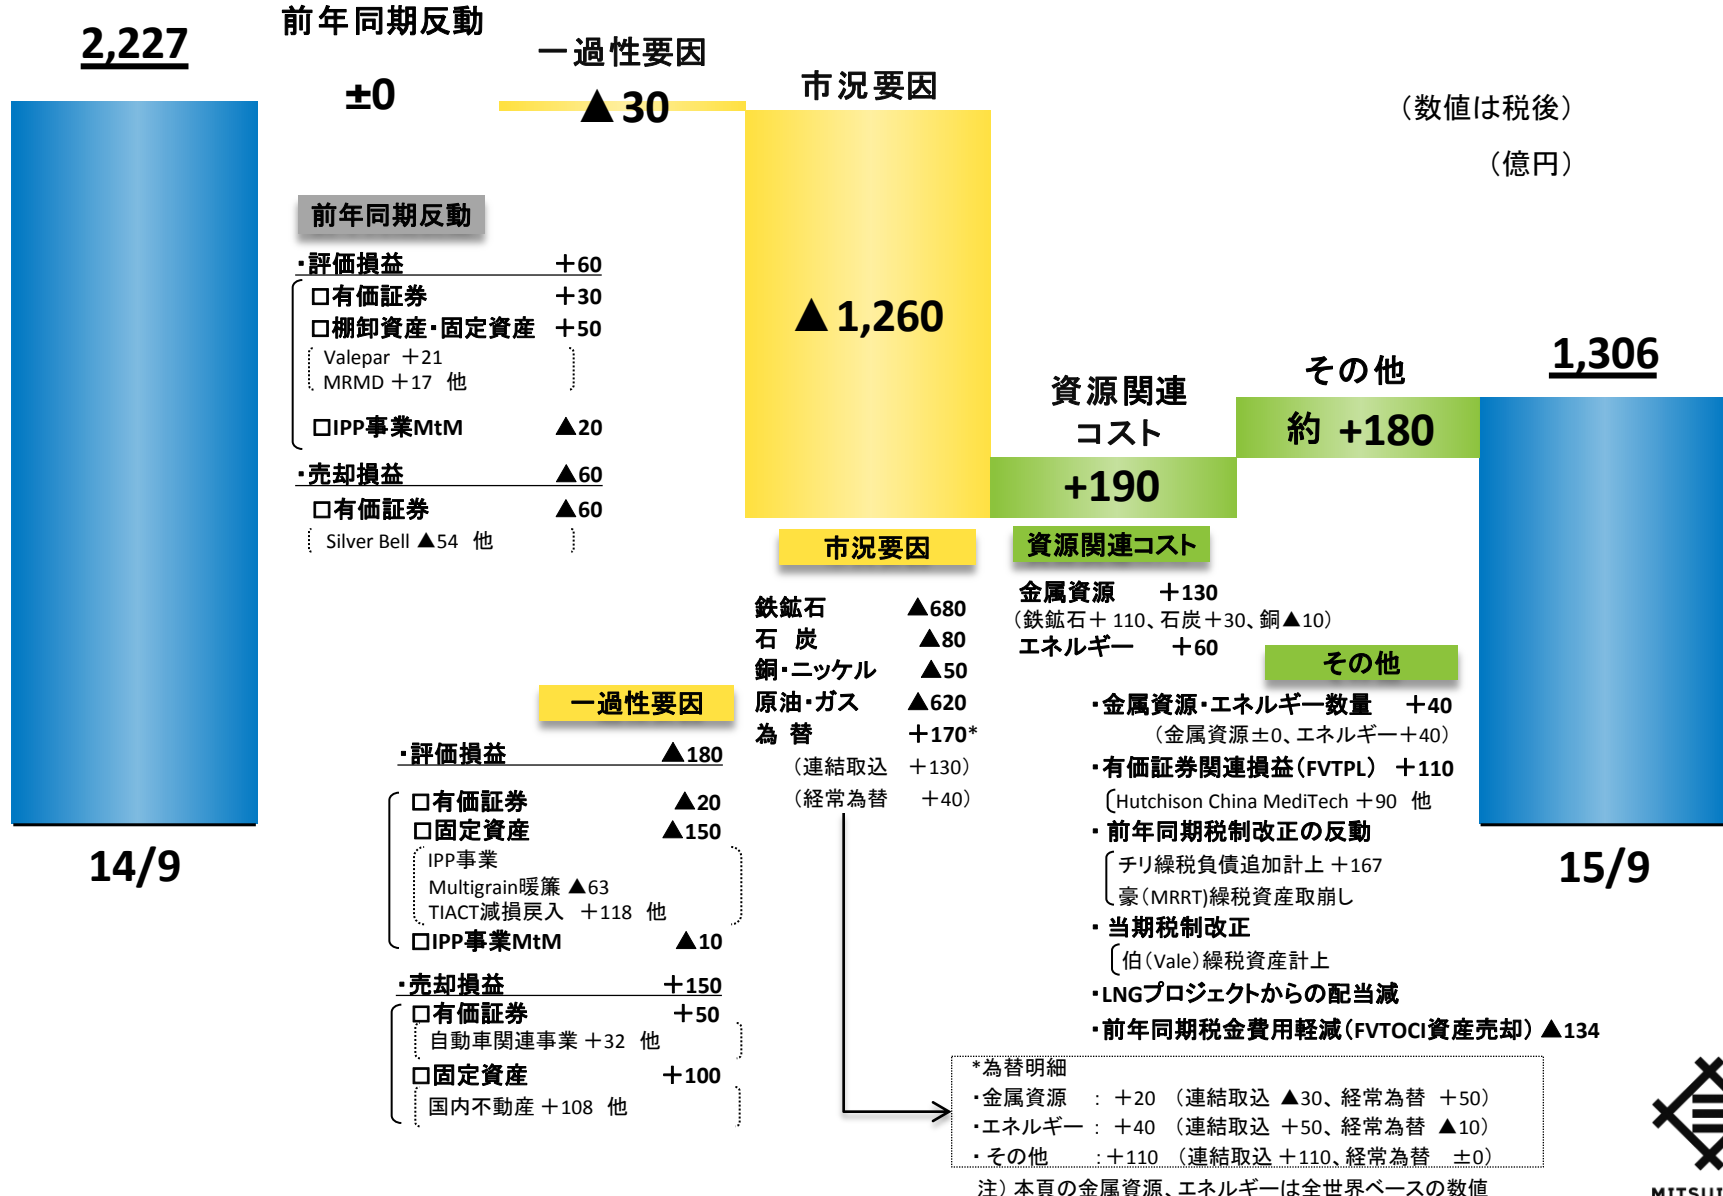 2,227
前年同期反動
±0
一過性要因
▲30
市況要因
▲1,260
(数値は税後)
(億円)
資源関連
コスト
+190
その他
約 +180
1,306
14/9
15/9
前年同期反動
・評価損益 +60
□有価証券 +30
□棚卸資産・固定資産 +50
Valepar +21
MRMD +17 他
□IPP事業MtM ▲20
・売却損益 ▲60
□有価証券 ▲60
Silver Bell ▲54 他
一過性要因
・評価損益 ▲180
□有価証券 ▲20
□固定資産 ▲150
IPP事業
Multigrain暖簾 ▲63
TIACT減損戻入 +118 他
□IPP事業MtM ▲10
・売却損益 +150
□有価証券 +50
自動車関連事業 +32 他
□固定資産 +100
国内不動産 +108 他
市況要因
鉄鉱石 ▲680
石 炭 ▲80
銅・ニッケル ▲50
原油・ガス ▲620
為 替 +170*
(連結取込 +130)
(経常為替 +40)
資源関連コスト
金属資源 +130
(鉄鉱石+110、石炭+30、銅▲10)
エネルギー +60
その他
・金属資源・エネルギー数量 +40
(金属資源±0、エネルギー+40)
・有価証券関連損益(FVTPL) +110
Hutchison China MediTech +90 他
・前年同期税制改正の反動
チリ繰税負債追加計上 +167
豪(MRRT)繰税資産取崩し
・当期税制改正
伯(Vale)繰税資産計上
・LNGプロジェクトからの配当減
・前年同期税金費用軽減(FVTOCI資産売却) ▲134
*為替明細
・金属資源 : +20 (連結取込 ▲30、経常為替 +50)
・エネルギー : +40 (連結取込 +50、経常為替 ▲10)
・その他 :+110 (連結取込 +110、経常為替 ±0)
注) 本頁の金属資源、エネルギーは全世界ベースの数値